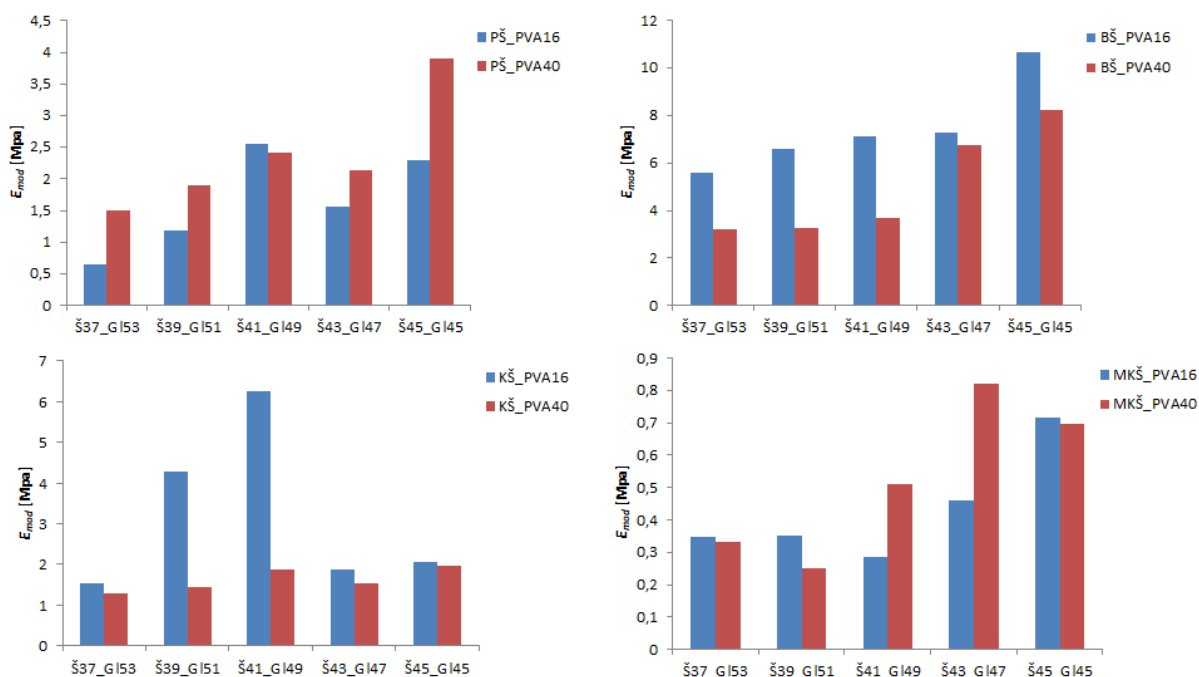 4,5
4
3,5
3
2,5
2
1,5
1
0,5
0
E_mod [Mpa]
PŠ_PVA16
PŠ_PVA40
Š37_Gl53 Š39_Gl51 Š41_Gl49 Š43_Gl47 Š45_Gl45
12
10
8
6
4
2
0
E_mod [Mpa]
BŠ_PVA16
BŠ_PVA40
Š37_Gl53 Š39_Gl51 Š41_Gl49 Š43_Gl47 Š45_Gl45
7
6
5
4
3
2
1
0
E_mod [Mpa]
KŠ_PVA16
KŠ_PVA40
Š37_Gl53 Š39_Gl51 Š41_Gl49 Š43_Gl47 Š45_Gl45
0,9
0,8
0,7
0,6
0,5
0,4
0,3
0,2
0,1
0
E_mod [Mpa]
MKŠ_PVA16
MKŠ_PVA40
Š37 Gl53 Š39 Gl51 Š41 Gl49 Š43 Gl47 Š45 Gl45